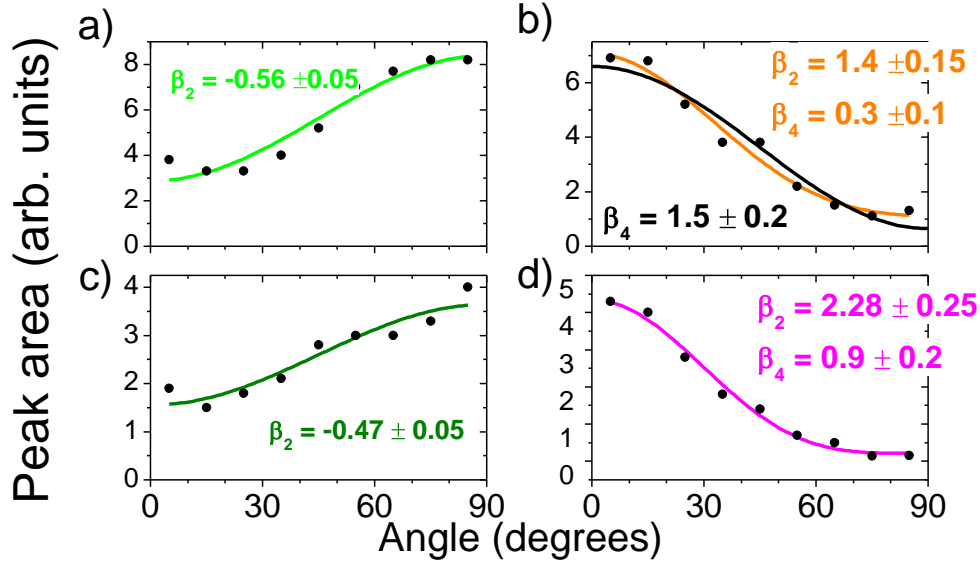 Peak area (arb. units)
a)
8
6
4
2
0
β2 = -0.56 ±0.05
b)
6
4
2
0
β2 = 1.4 ±0.15
β4 = 0.3 ±0.1
β4 = 1.5 ± 0.2
c)
4
3
2
1
0
β2 = -0.47 ± 0.05
0 30 60 90
d)
5
4
3
2
1
0
β2 = 2.28 ± 0.25
β4 = 0.9 ± 0.2
0 30 60 90
Angle (degrees)